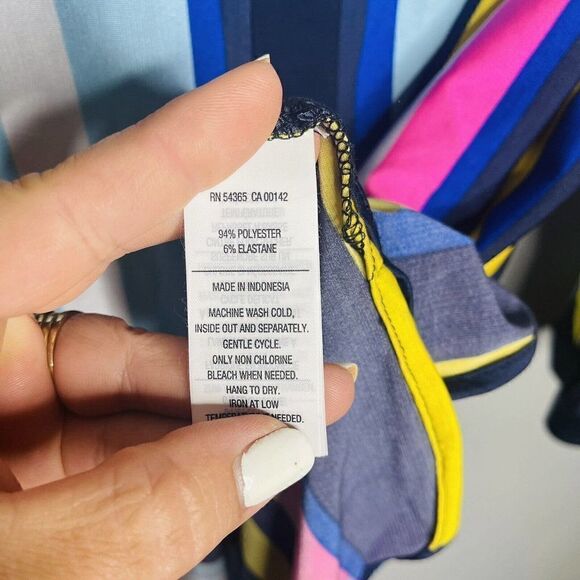 RN 54365 CA 00142
94% POLYESTER
6% ELASTANE
MADE IN INDONESIA
MACHINE WASH COLD,
INSIDE OUT AND SEPARATELY.
GENTLE CYCLE.
ONLY NON CHLORINE
BLEACH WHEN NEEDED.
HANG TO DRY.
IRON AT LOW
NEEDED.